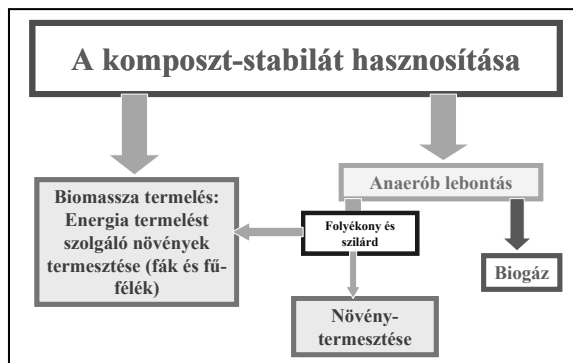 A komposzt-stabilát hasznosítása
Biomassza termelés:
Energia termelést
szolgáló növények
termesztése (fák és fű-
félék)
Anaerób lebontás
Folyékony és
szilárd
Biogáz
Növény-
termesztése